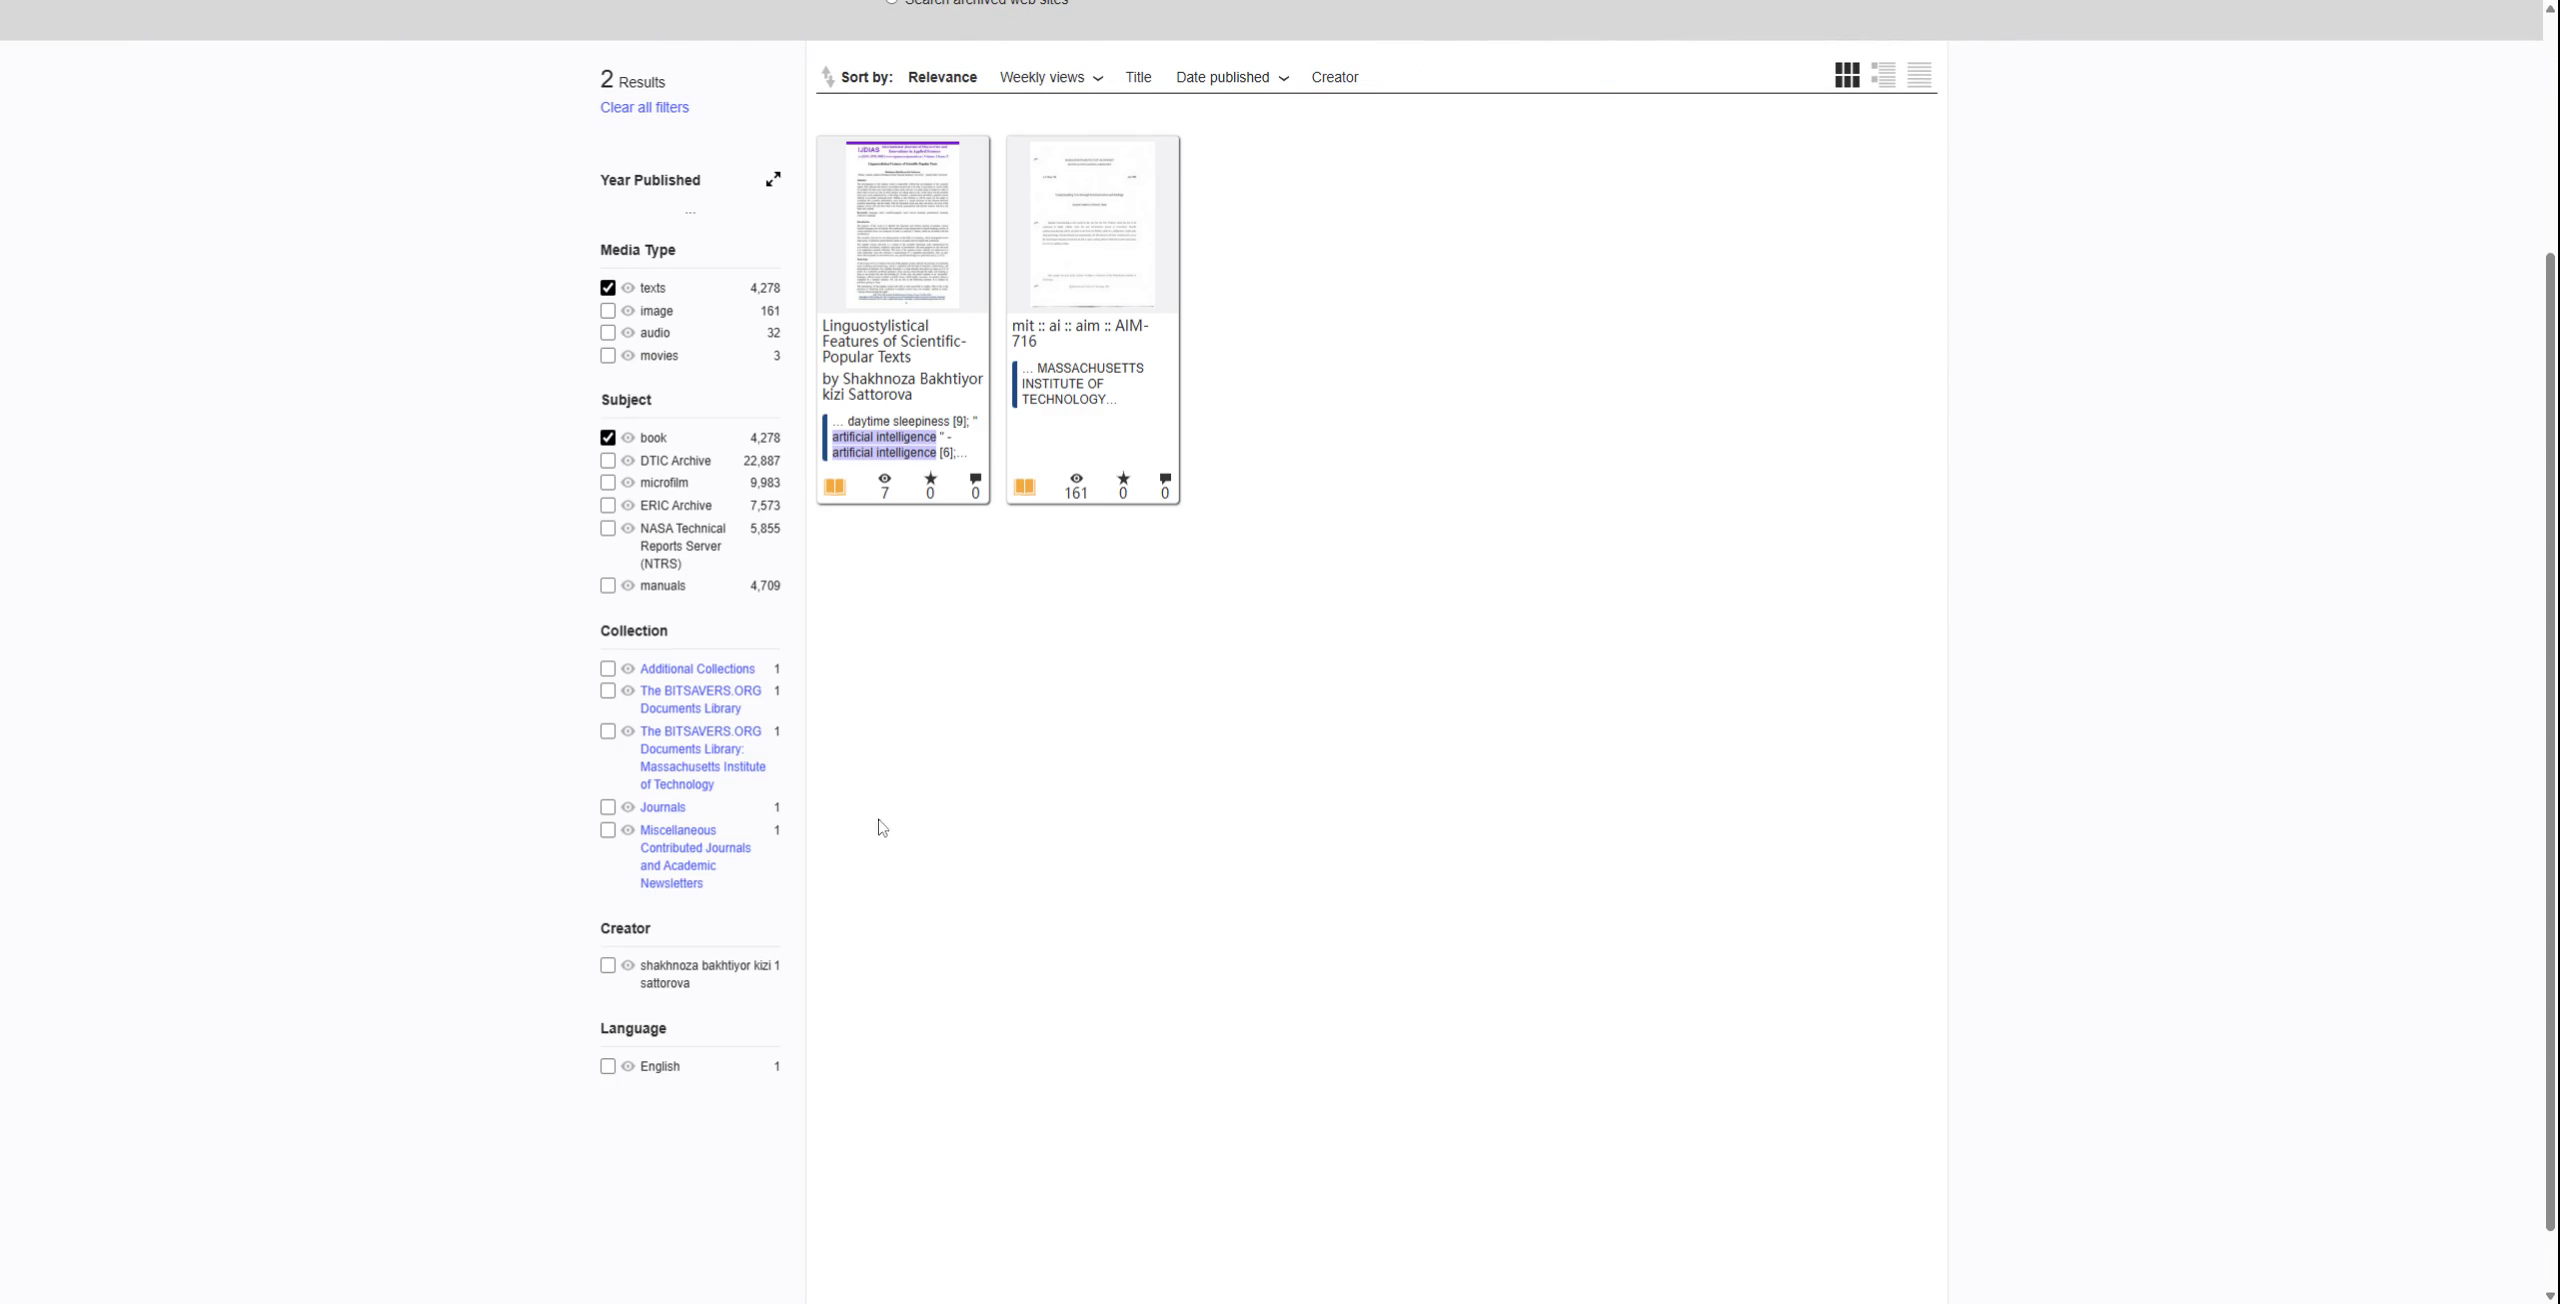 Search archived web sites
2 Results
Clear all filters
Sort by: Relevance Weekly views Title Date published Creator
Year Published
...
Media Type
texts 4,278
image 161
audio 32
movies 3
Subject
book 4,278
DTIC Archive 22,887
microfilm 9,983
ERIC Archive 7,573
NASA Technical 5,855
Reports Server
(NTRS)
manuals 4,709
Collection
Additional Collections 1
The BITSAVERS.ORG 1
Documents Library
The BITSAVERS.ORG 1
Documents Library:
Massachusetts Institute
of Technology
Journals 1
Miscellaneous 1
Contributed Journals
and Academic
Newsletters
Creator
shakhnoza bakhtiyor kizi 1
sattorova
Language
English 1
IJDIAS
Linguostylistical
Features of Scientific-
Popular Texts
by Shakhnoza Bakhtiyor
kizi Sattorova
... daytime sleepiness [9]; "
artificial intelligence " -
artificial intelligence [6];...
7 0 0
mit :: ai :: aim :: AIM-
716
... MASSACHUSETTS
INSTITUTE OF
TECHNOLOGY...
161 0 0